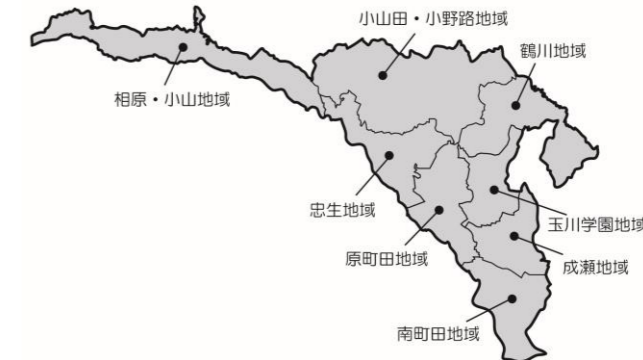 小山田・小野路地域
鶴川地域
相原・小山地域
忠生地域
玉川学園地域
原町田地域
成瀬地域
南町田地域